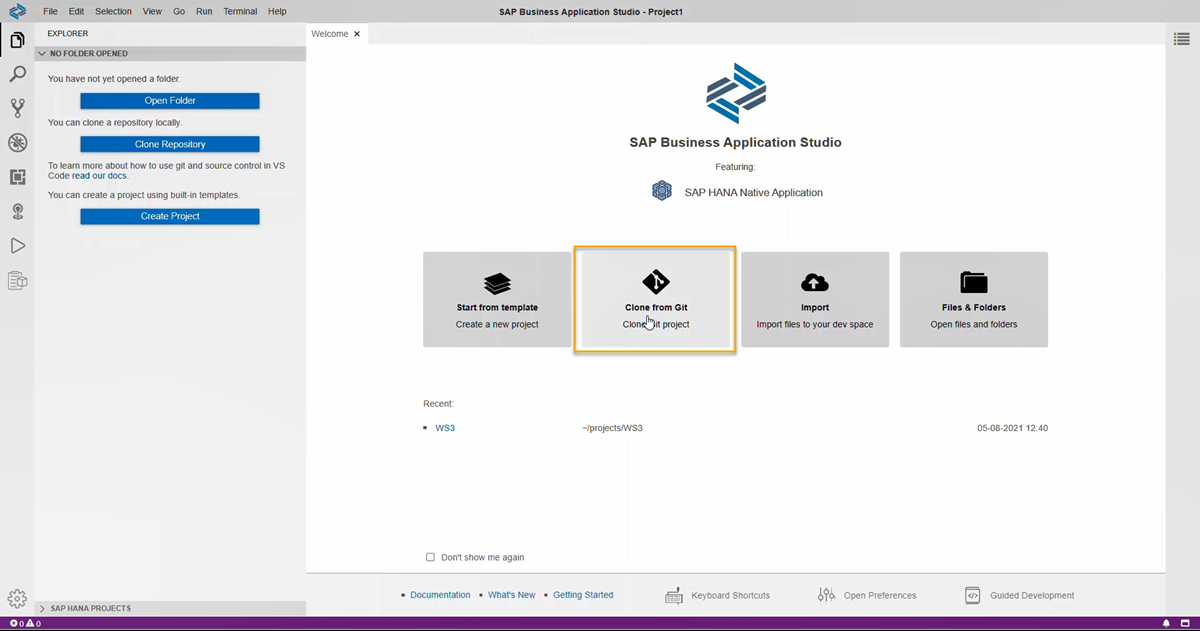 File Edit Selection View Go Run Terminal Help
SAP Business Application Studio - Project1
EXPLORER
NO FOLDER OPENED
You have not yet opened a folder.
Open Folder
You can clone a repository locally.
Clone Repository
To learn more about how to use git and source control in VS
Code read our docs.
You can create a project using built-in templates.
Create Project
SAP HANA PROJECTS
Welcome
SAP Business Application Studio
Featuring:
SAP HANA Native Application
Start from template
Create a new project
Clone from Git
Clone project
Import
Import files to your dev space
Files & Folders
Open files and folders
Recent:
WS3 ~/projects/WS3 05-08-2021 12:40
Don't show me again
Documentation What's New Getting Started Keyboard Shortcuts Open Preferences Guided Development
0 0